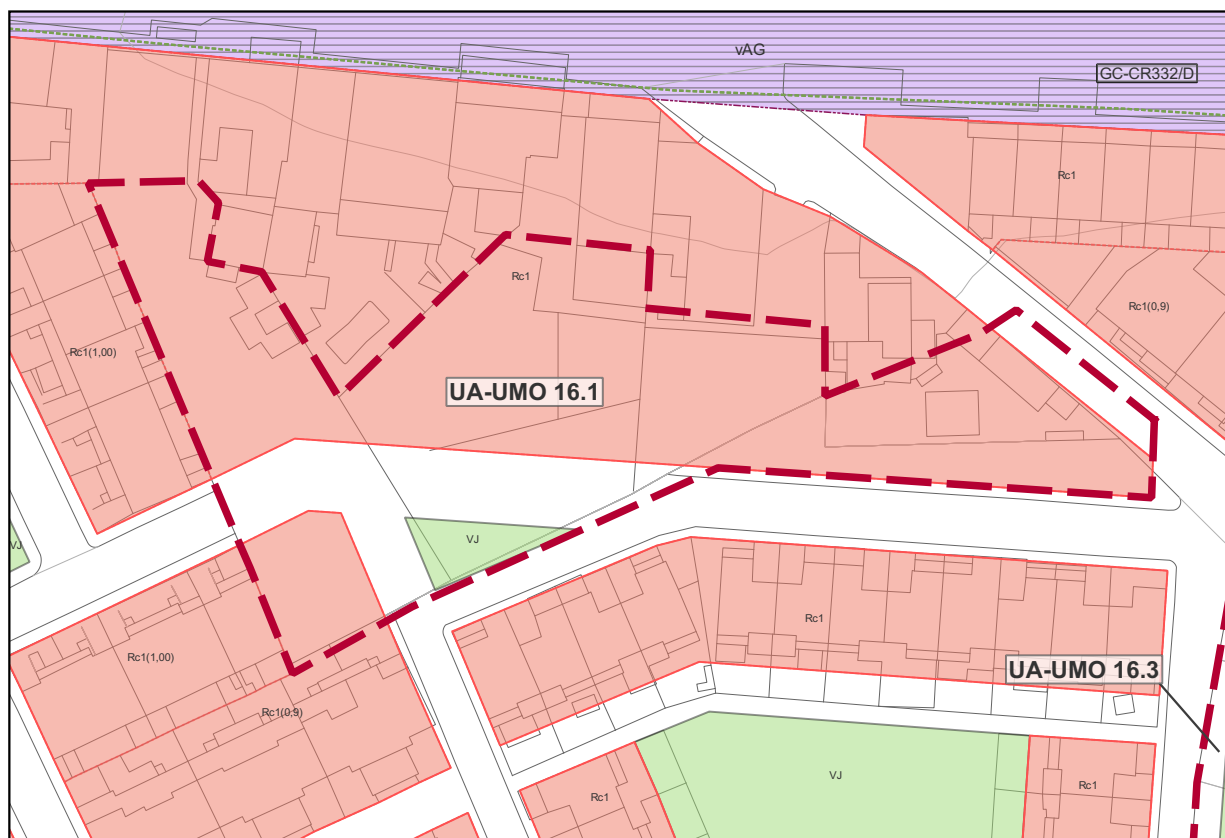 vAG
GC-CR332/D
Rc1
Rc1
Rc1(0,9)
Rc1(1,00)
UA-UMO 16.1
VJ
VJ
Rc1
Rc1(1,00)
UA-UMO 16.3
Rc1(0,9)
VJ
Rc1
Rc1